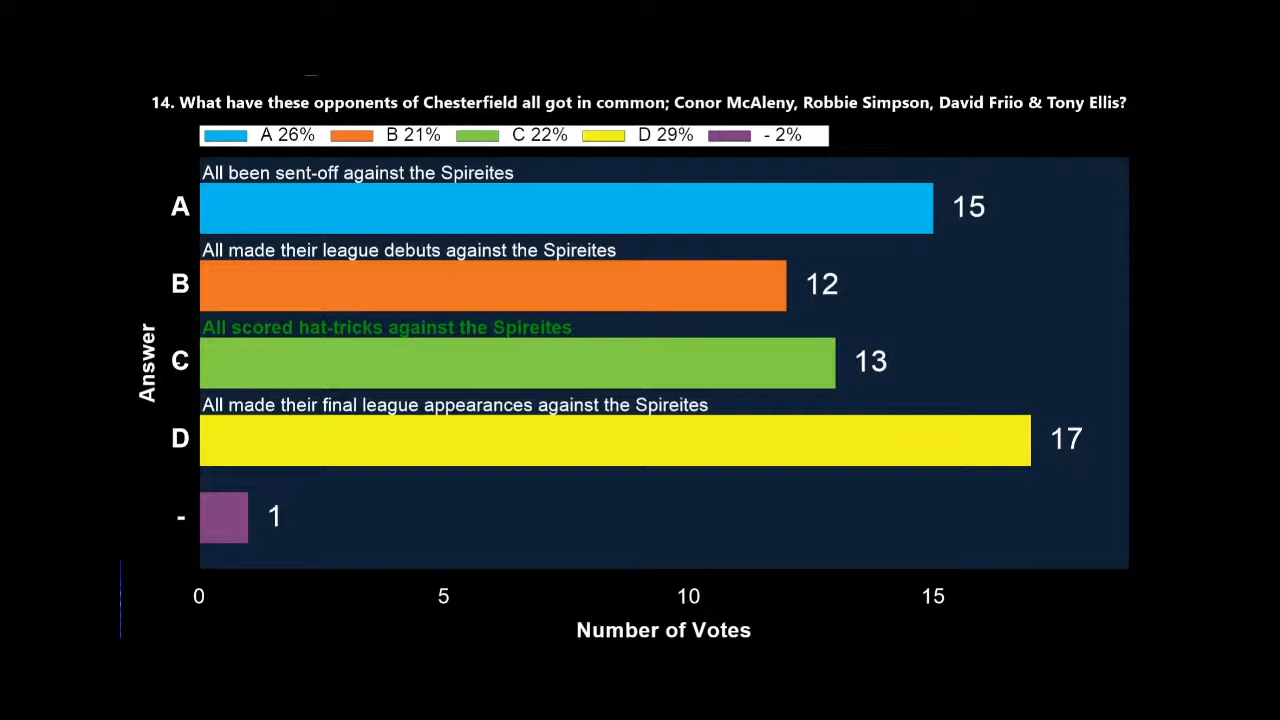 14. What have these opponents of Chesterfield all got in common; Conor McAleny, Robbie Simpson, David Friio & Tony Ellis?
A 26% B 21% C 22% D 29% - 2%
All been sent-off against the Spireites
A 15
All made their league debuts against the Spireites
B 12
All scored hat-tricks against the Spireites
C 13
All made their final league appearances against the Spireites
D 17
- 1
Answer
0 5 10 15
Number of Votes